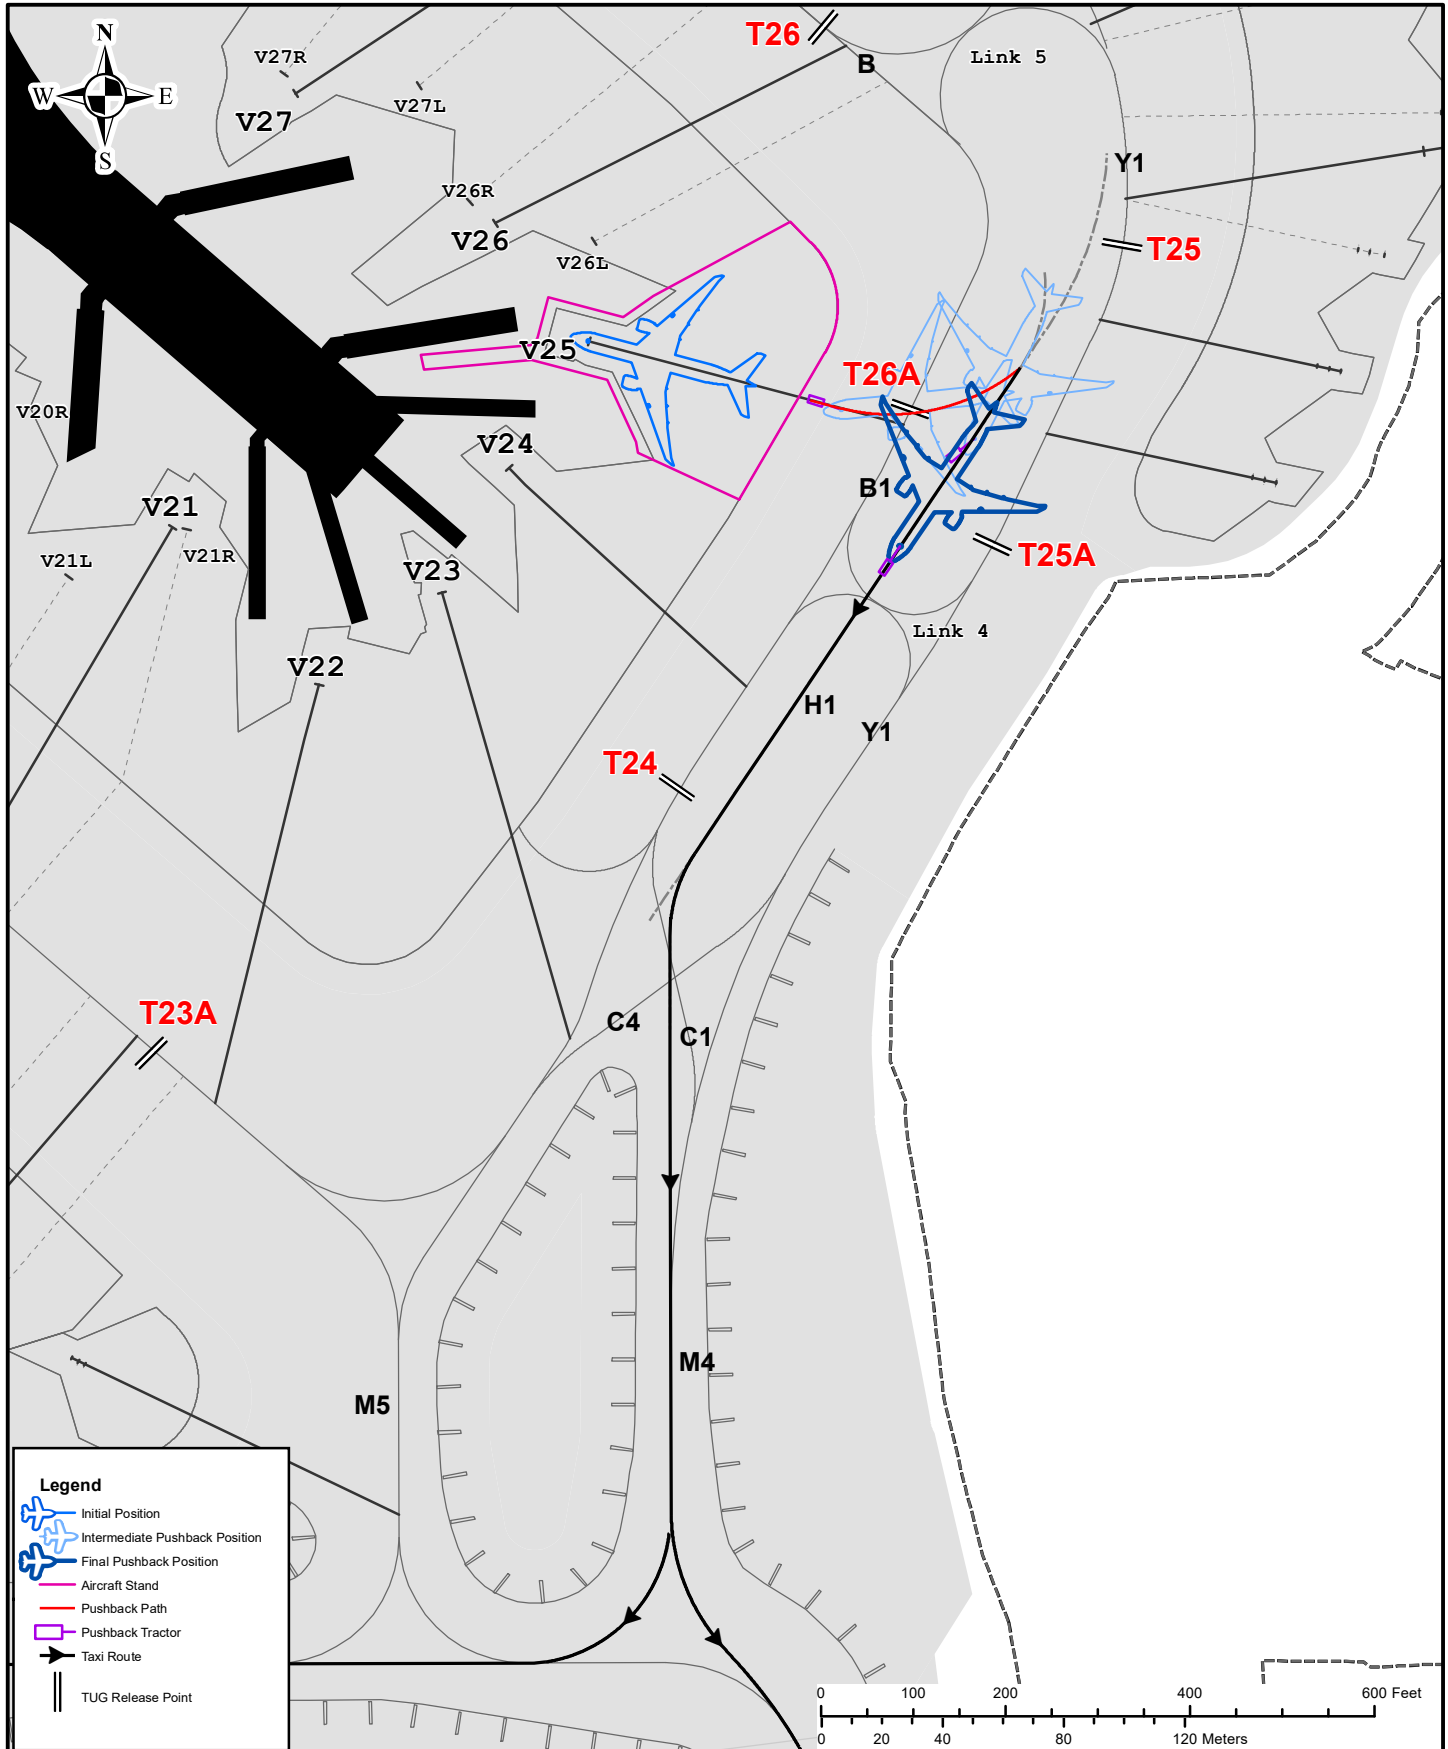 N
W E
S
T26
B
Link 5
V27R
V27L
V27
Y1
V26R
V26
V26L
T25
V25
T26A
V20R
V24
B1
V21
V21R
V21L
V23
T25A
Link 4
V22
H1
Y1
T24
T23A
C4
C1
M4
M5
Legend
Initial Position
Intermediate Pushback Position
Final Pushback Position
Aircraft Stand
Pushback Path
Pushback Tractor
Taxi Route
TUG Release Point
0 100 200 400 600 Feet
0 20 40 80 120 Meters